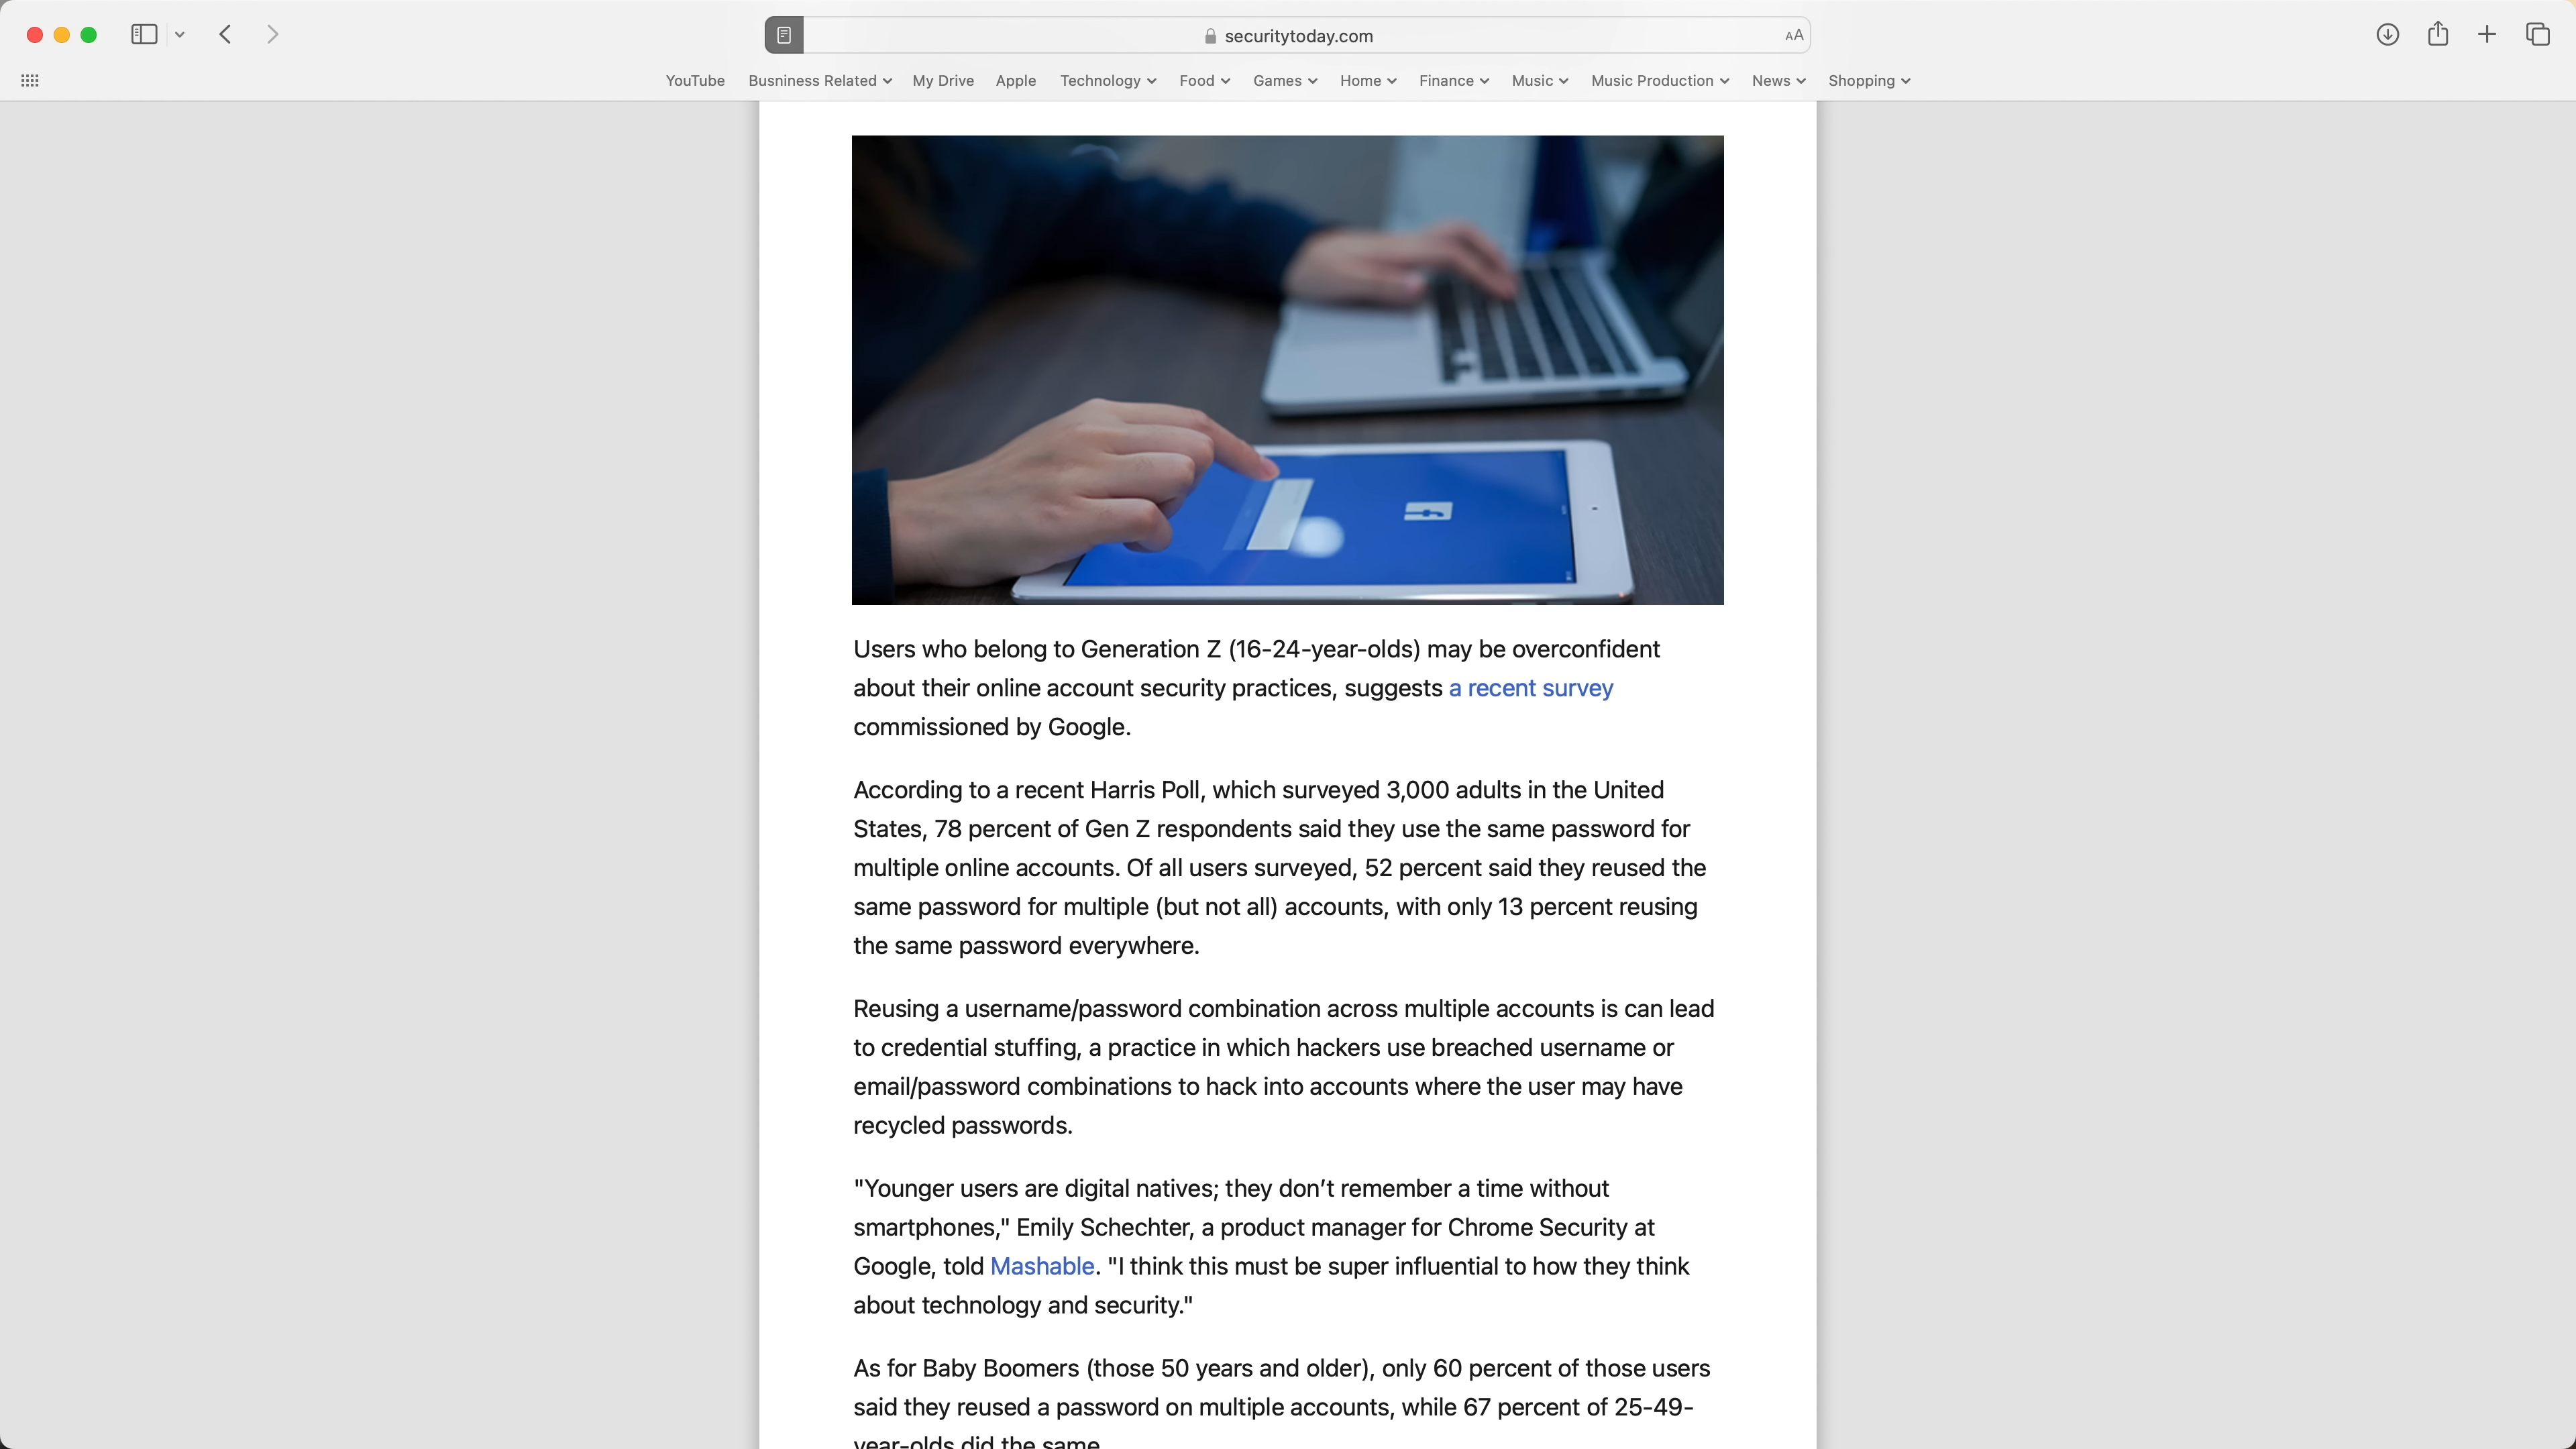 securitytoday.com
AA
YouTube Busniness Related My Drive Apple Technology Food Games Home Finance Music Music Production News Shopping
Users who belong to Generation Z (16-24-year-olds) may be overconfident
about their online account security practices, suggests a recent survey
commissioned by Google.
According to a recent Harris Poll, which surveyed 3,000 adults in the United
States, 78 percent of Gen Z respondents said they use the same password for
multiple online accounts. Of all users surveyed, 52 percent said they reused the
same password for multiple (but not all) accounts, with only 13 percent reusing
the same password everywhere.
Reusing a username/password combination across multiple accounts is can lead
to credential stuffing, a practice in which hackers use breached username or
email/password combinations to hack into accounts where the user may have
recycled passwords.
"Younger users are digital natives; they don’t remember a time without
smartphones," Emily Schechter, a product manager for Chrome Security at
Google, told Mashable. "I think this must be super influential to how they think
about technology and security."
As for Baby Boomers (those 50 years and older), only 60 percent of those users
said they reused a password on multiple accounts, while 67 percent of 25-49-
year-olds did the same.